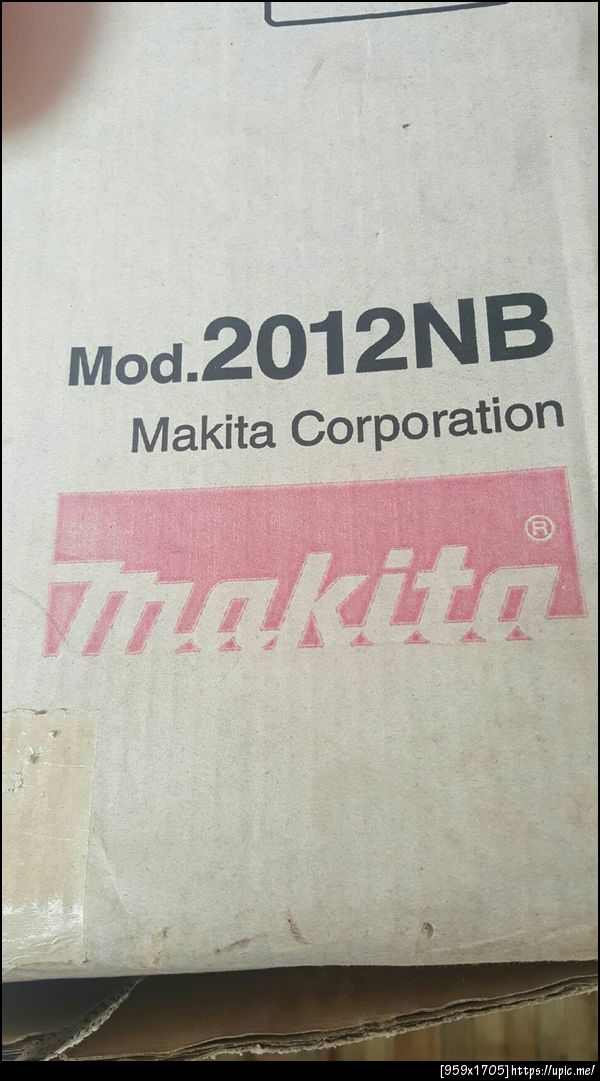 Mod.2012NB
Makita Corporation
makita®
[959x1705]https://upic.me/